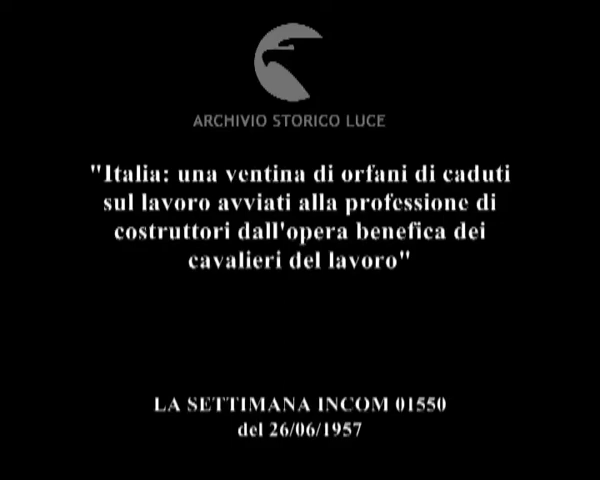 ARCHIVIO STORICO LUCE
"Italia: una ventina di orfani di caduti
sul lavoro avviati alla professione di
costruttori dall'opera benefica dei
cavalieri del lavoro"
LA SETTIMANA INCOM 01550
del 26/06/1957